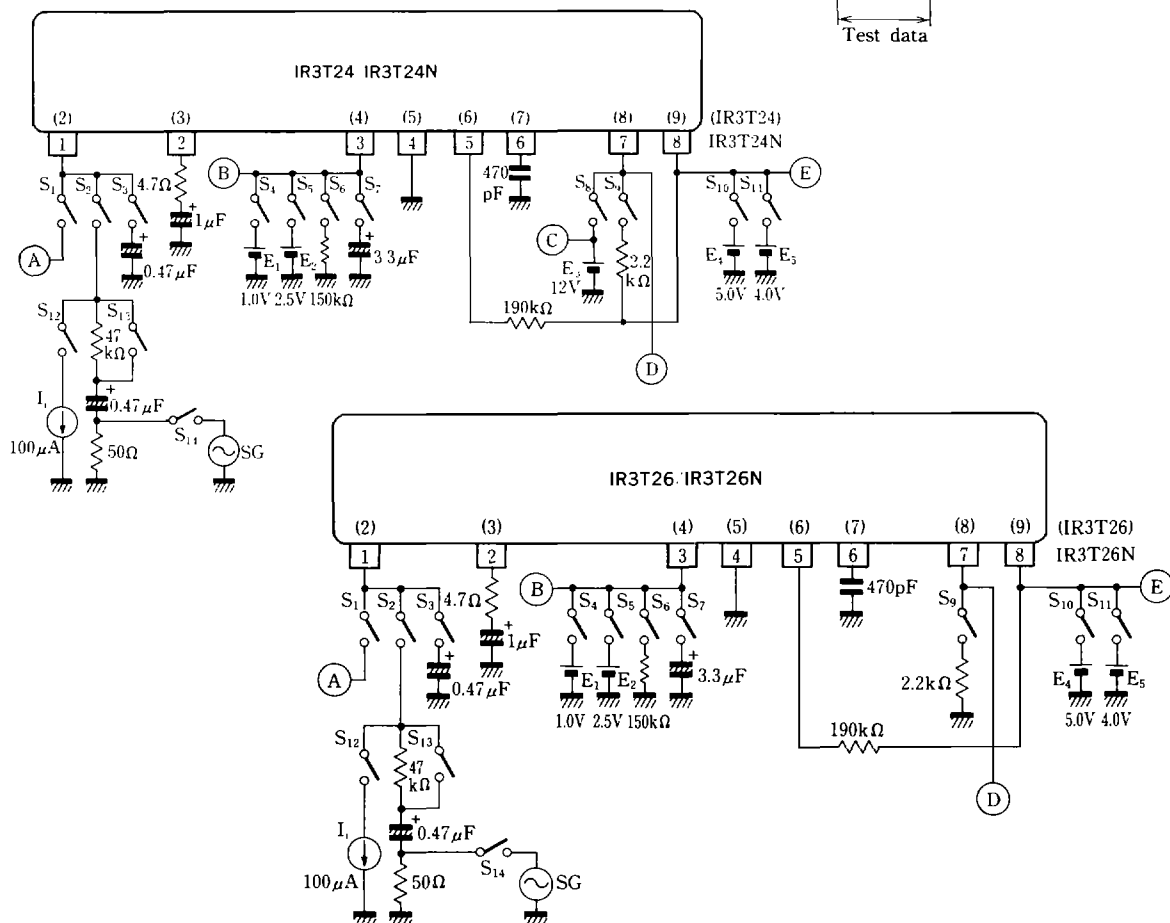 Test data
IR3T24 IR3T24N
(2) (3) (4) (5) (6) (7) (8) (9) (IR3T24)
1 2 3 4 5 6 7 8 IR3T24N
S1 S2 S3 4.7Ω 1μF
A
0.47μF
B S4 S5 S6 S7
E1 E2 3.3μF
1.0V 2.5V 150kΩ
470 pF
S8 S9
C
E3 12V
2.2 kΩ
190kΩ
D
S10 S11 E
E4 E5
5.0V 4.0V
S12 47 kΩ S13
I1 0.47μF
100μA 50Ω S14 SG
IR3T26 IR3T26N
(2) (3) (4) (5) (6) (7) (8) (9) (IR3T26)
1 2 3 4 5 6 7 8 IR3T26N
S1 S2 S3 4.7Ω 1μF
A
0.47μF
B S4 S5 S6 S7
E1 E2 3.3μF
1.0V 2.5V 150kΩ
470pF
S9
2.2kΩ
190kΩ
D
S10 S11 E
E4 E5
5.0V 4.0V
S12 47 kΩ S13
I1 0.47μF
100μA 50Ω S14 SG